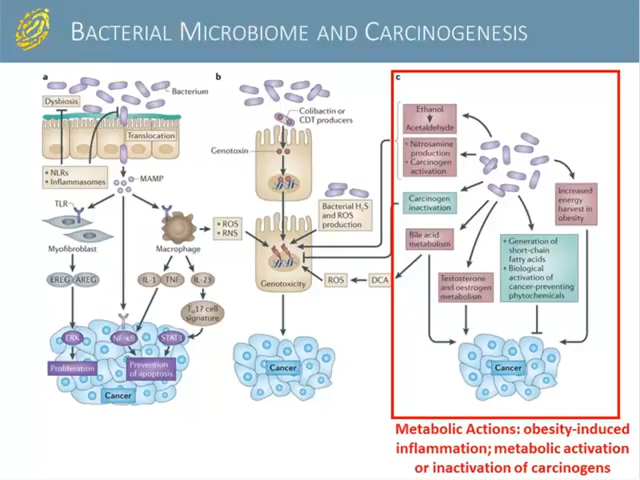 BACTERIAL MICROBIOME AND CARCINOGENESIS
a
Bacterium
Dysbiosis
Translocation
• NLRs
• Inflammasomes
MAMP
TLR
Myofibroblast
Macrophage
• ROS
• RNS
EREG
AREG
IL-1
TNF
IL-23
TH17 cell
signature
ERK
NF-κB
STAT3
Proliferation
Prevention
of apoptosis
Cancer
b
Colibactin or
CDT producers
Genotoxin
Bacterial H2S
and ROS
production
Genotoxicity
ROS
DCA
Cancer
c
Ethanol
Acetaldehyde
• Nitrosamine
production
• Carcinogen
activation
Carcinogen
inactivation
Bile acid
metabolism
Testosterone
and oestrogen
metabolism
• Generation of
short-chain
fatty acids
• Biological
activation of
cancer-preventing
phytochemicals
Increased
energy
harvest in
obesity
Cancer
Metabolic Actions: obesity-induced
inflammation; metabolic activation
or inactivation of carcinogens